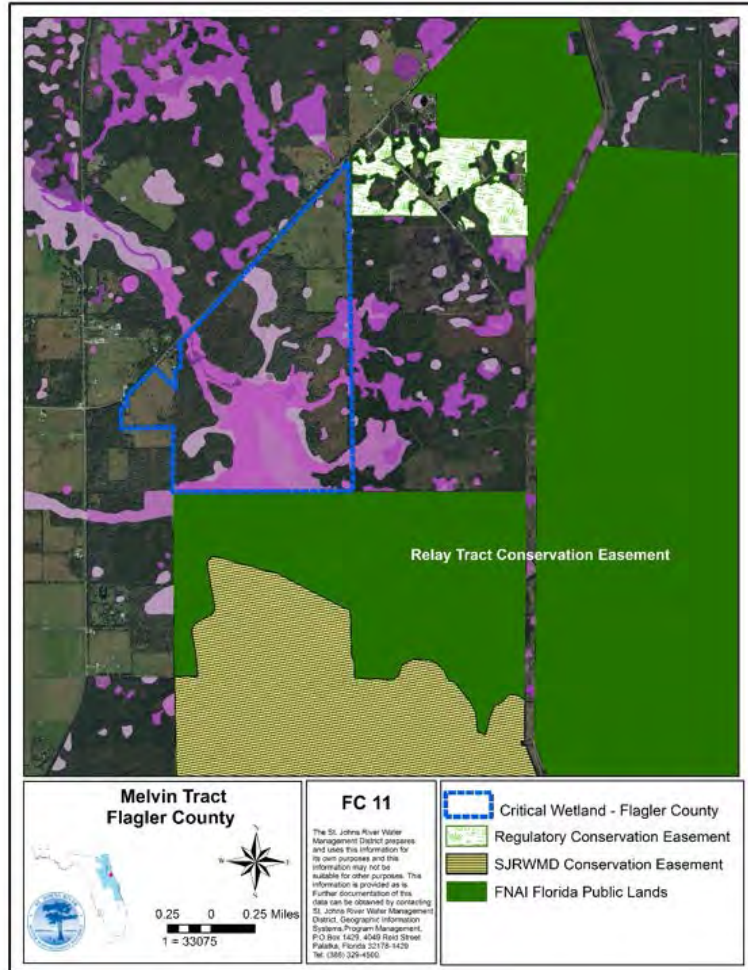 Relay Tract Conservation Easement
Melvin Tract
Flagler County
N
W
E
S
0.25 0 0.25 Miles
1 = 33075
FC 11
The St. Johns River Water
Management District prepares
and uses this information for
its own purposes and this
information may not be
suitable for other purposes. This
information is provided as is.
Further documentation of this
data can be obtained by contacting:
St. Johns River Water Management
District, Geographic Information
Systems, Program Management,
P.O. Box 1429, 4049 Reid Street
Palatka, Florida 32178-1429
Tel. (386) 329-4500.
Critical Wetland - Flagler County
Regulatory Conservation Easement
SJRWMD Conservation Easement
FNAI Florida Public Lands